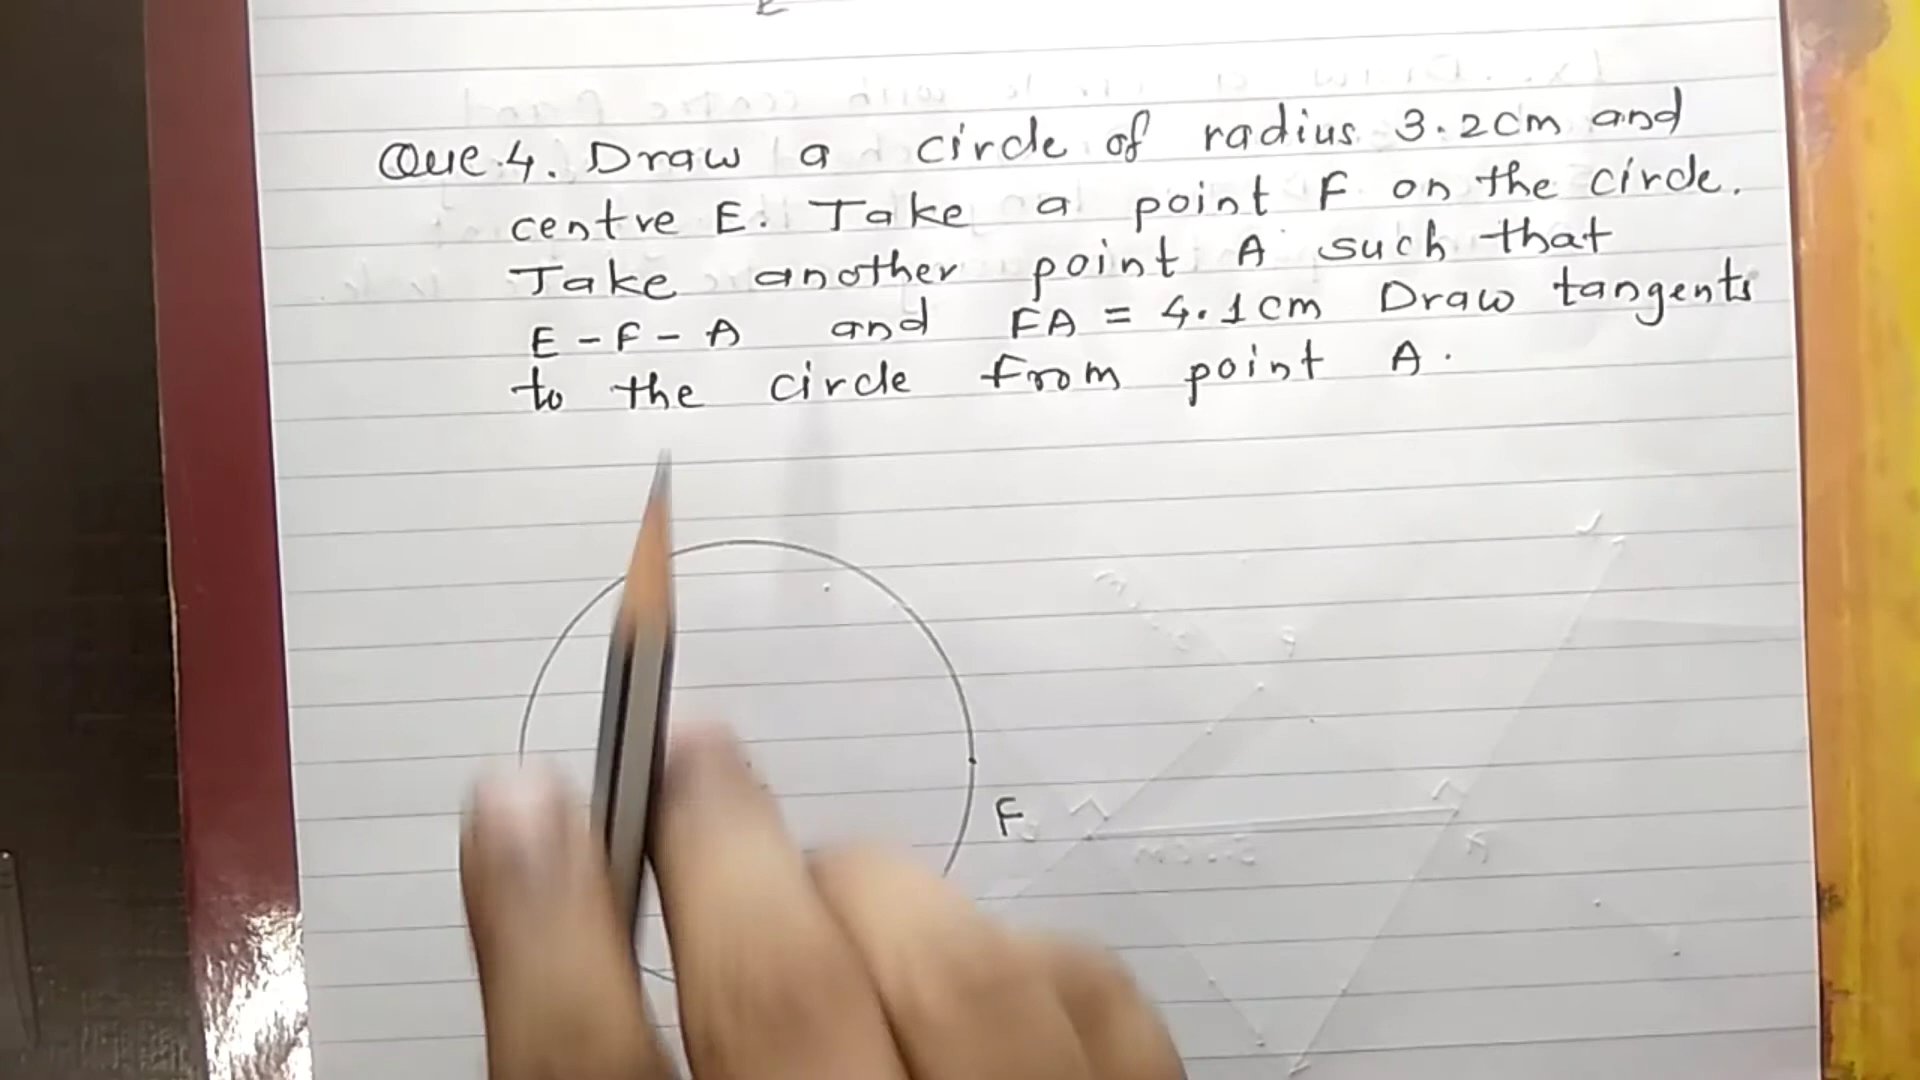 Que.4. Draw a circle of radius 3.2cm and
centre E. Take a point F on the circle.
Take another point A such that
E-F-A and FA = 4.1cm Draw tangents
to the circle from point A.
F